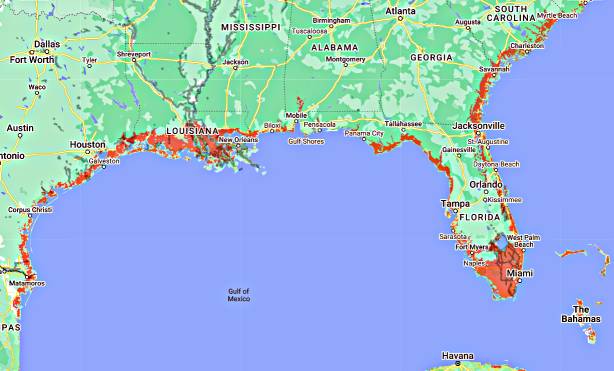 SOUTH
CAROLINA
Myrtle Beach
Atlanta
Birmingham
Augusta
MISSISSIPPI
Tuscaloosa
Charleston
Dallas
ALABAMA
Fort Worth
Tyler
Shreveport
Jackson
Montgomery
GEORGIA
Savannah
Waco
Mobile
Austin
LOUISIANA
Biloxi
Pensacola
Tallahassee
Jacksonville
Panama City
New Orleans
Gulf Shores
St. Augustine
Houston
Gainesville
tonio
Galveston
Daytona Beach
Orlando
Kissimmee
Tampa
Corpus Christi
FLORIDA
Sarasota
West Palm
Beach
Fort Myers
Naples
Miami
Matamoros
Gulf of
Mexico
The
Bahamas
PAS
Havana